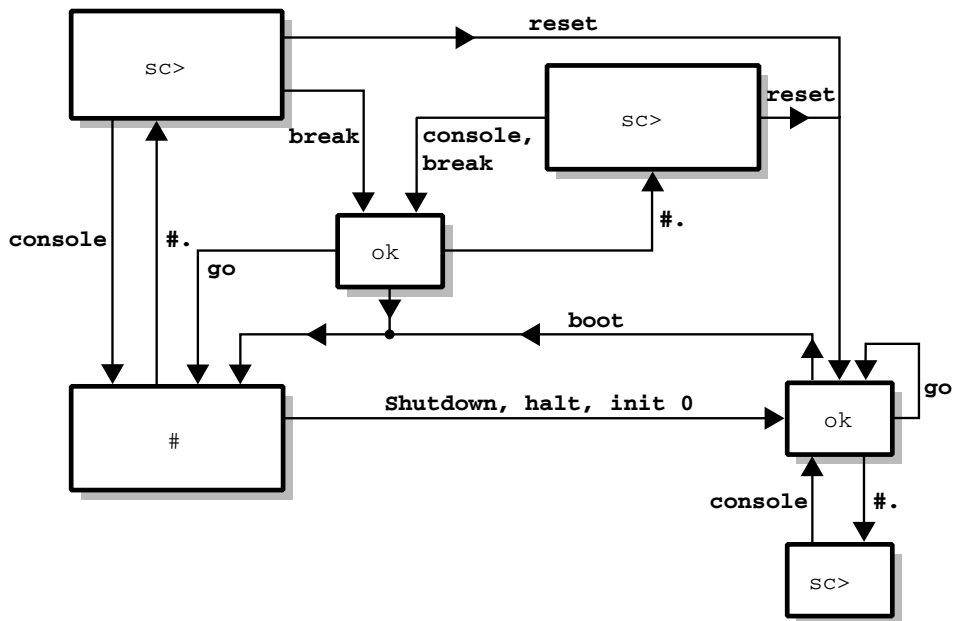 reset
sc>
reset
sc>
break
console,
break
console
#.
#.
ok
go
boot
go
Shutdown, halt, init 0
ok
#
console
#.
sc>